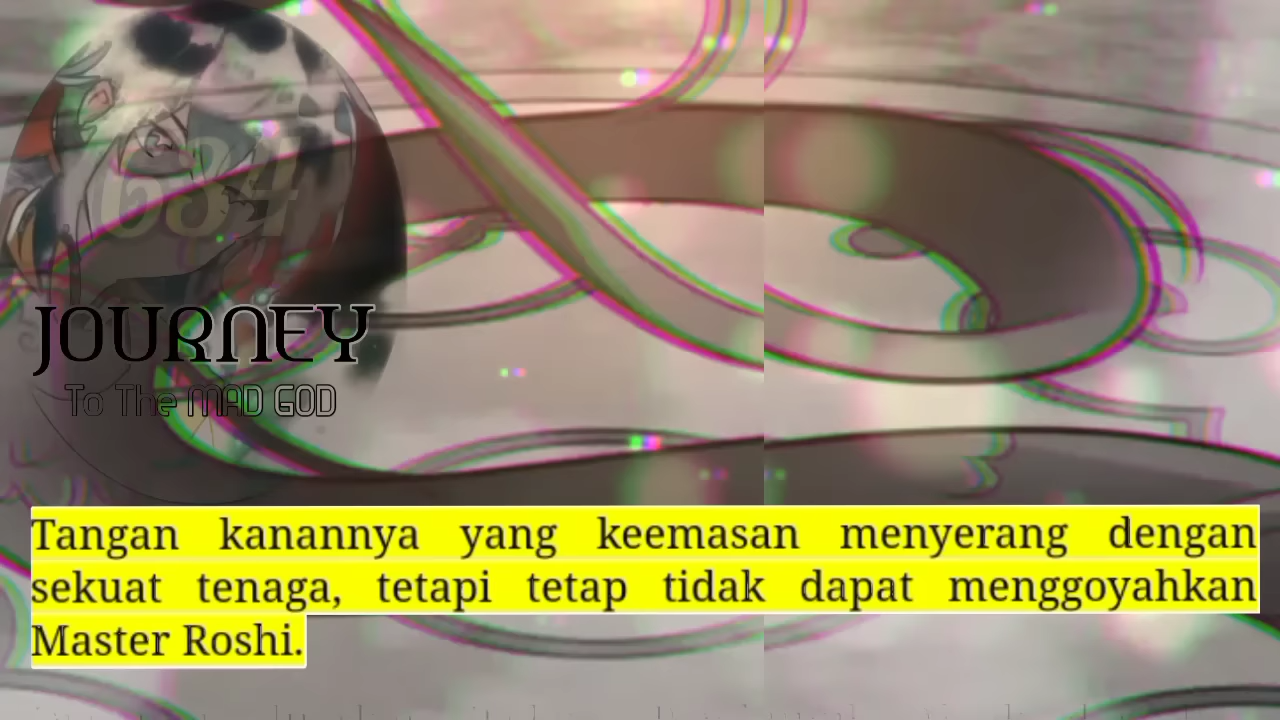 634
JOURNEY
To The MAD GOD
Tangan kanannya yang keemasan menyerang dengan
sekuat tenaga, tetapi tetap tidak dapat menggoyahkan
Master Roshi.